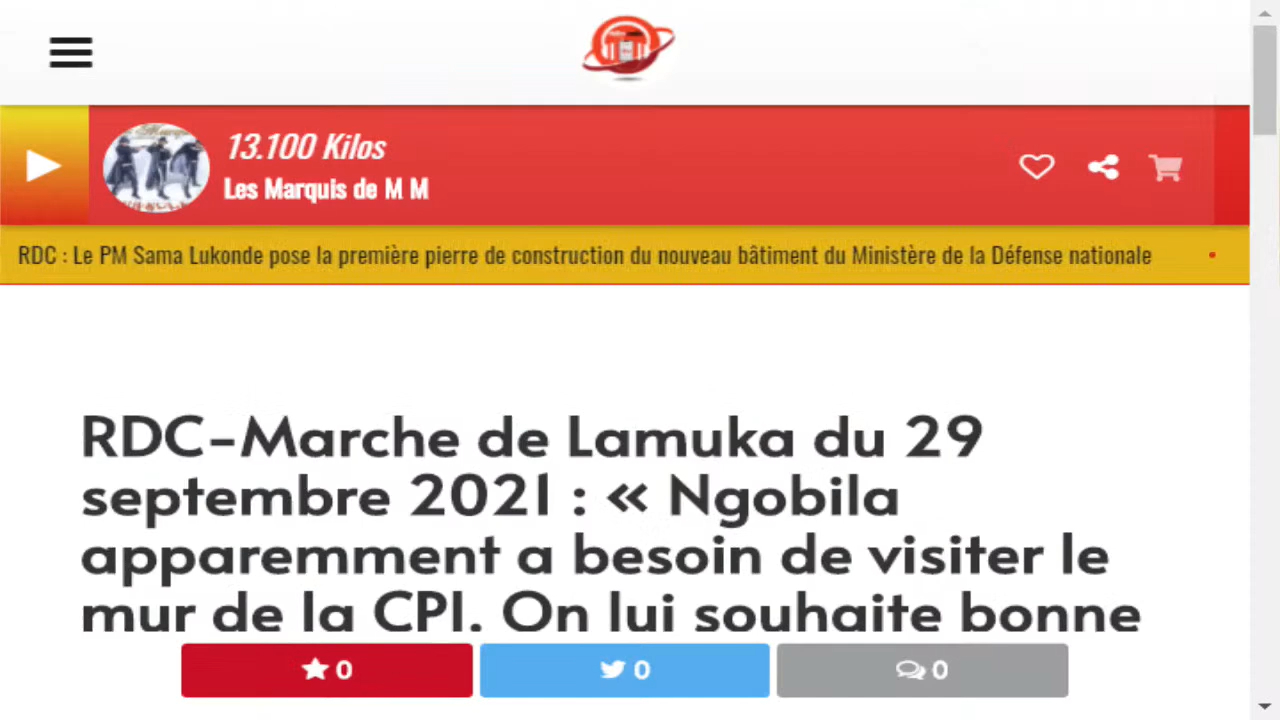 13.100 Kilos
Les Marquis de M M
RDC : Le PM Sama Lukonde pose la première pierre de construction du nouveau bâtiment du Ministère de la Défense nationale
RDC-Marche de Lamuka du 29
septembre 2021 : « Ngobila
apparemment a besoin de visiter le
mur de la CPI. On lui souhaite bonne
0 0 0